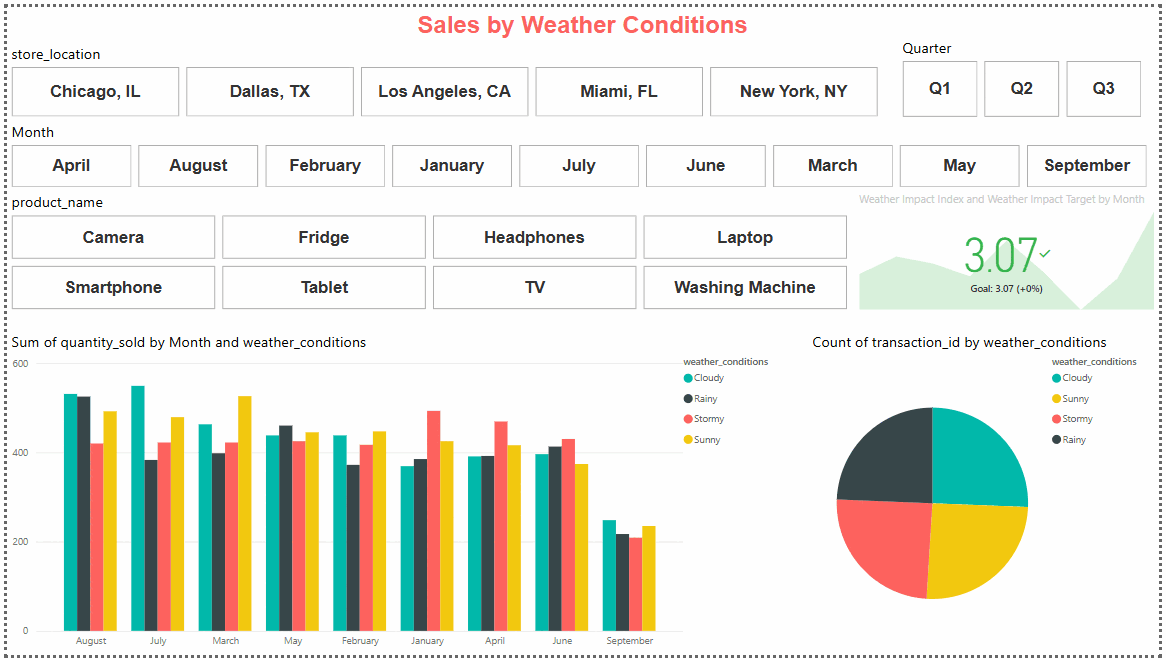 Sales by Weather Conditions
store_location
Quarter
Chicago, IL
Dallas, TX
Los Angeles, CA
Miami, FL
New York, NY
Q1
Q2
Q3
Month
April
August
February
January
July
June
March
May
September
product_name
Camera
Fridge
Headphones
Laptop
Smartphone
Tablet
TV
Washing Machine
Weather Impact Index and Weather Impact Target by Month
3.07
Goal: 3.07 (+0%)
Sum of quantity_sold by Month and weather_conditions
600
400
200
0
August
July
March
May
February
January
April
June
September
weather_conditions
Cloudy
Rainy
Stormy
Sunny
Count of transaction_id by weather_conditions
weather_conditions
Cloudy
Sunny
Stormy
Rainy